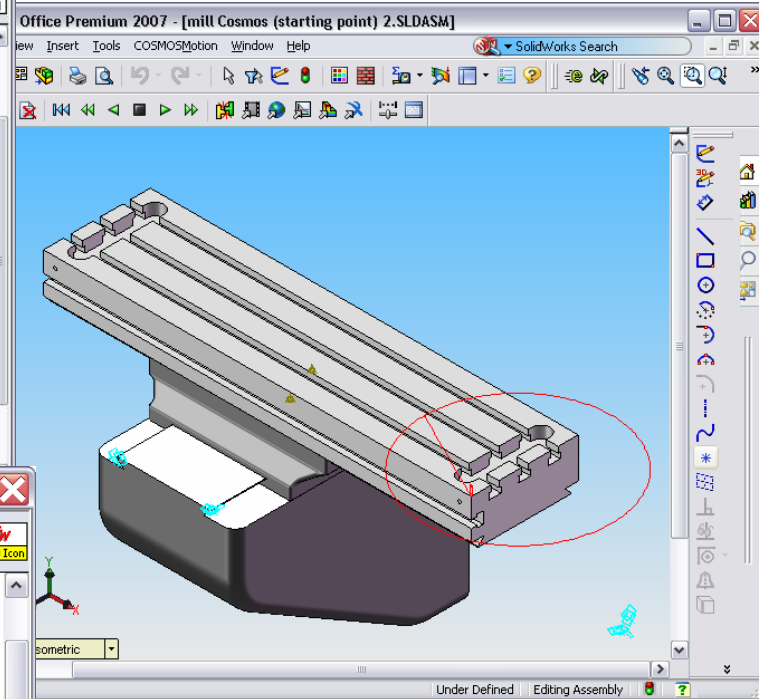 Office Premium 2007 - [mill Cosmos (starting point) 2.SLDASM]
iew Insert Tools COSMOSMotion Window Help SolidWorks Search
3D
Icon
Y
X
sometric
Under Defined Editing Assembly